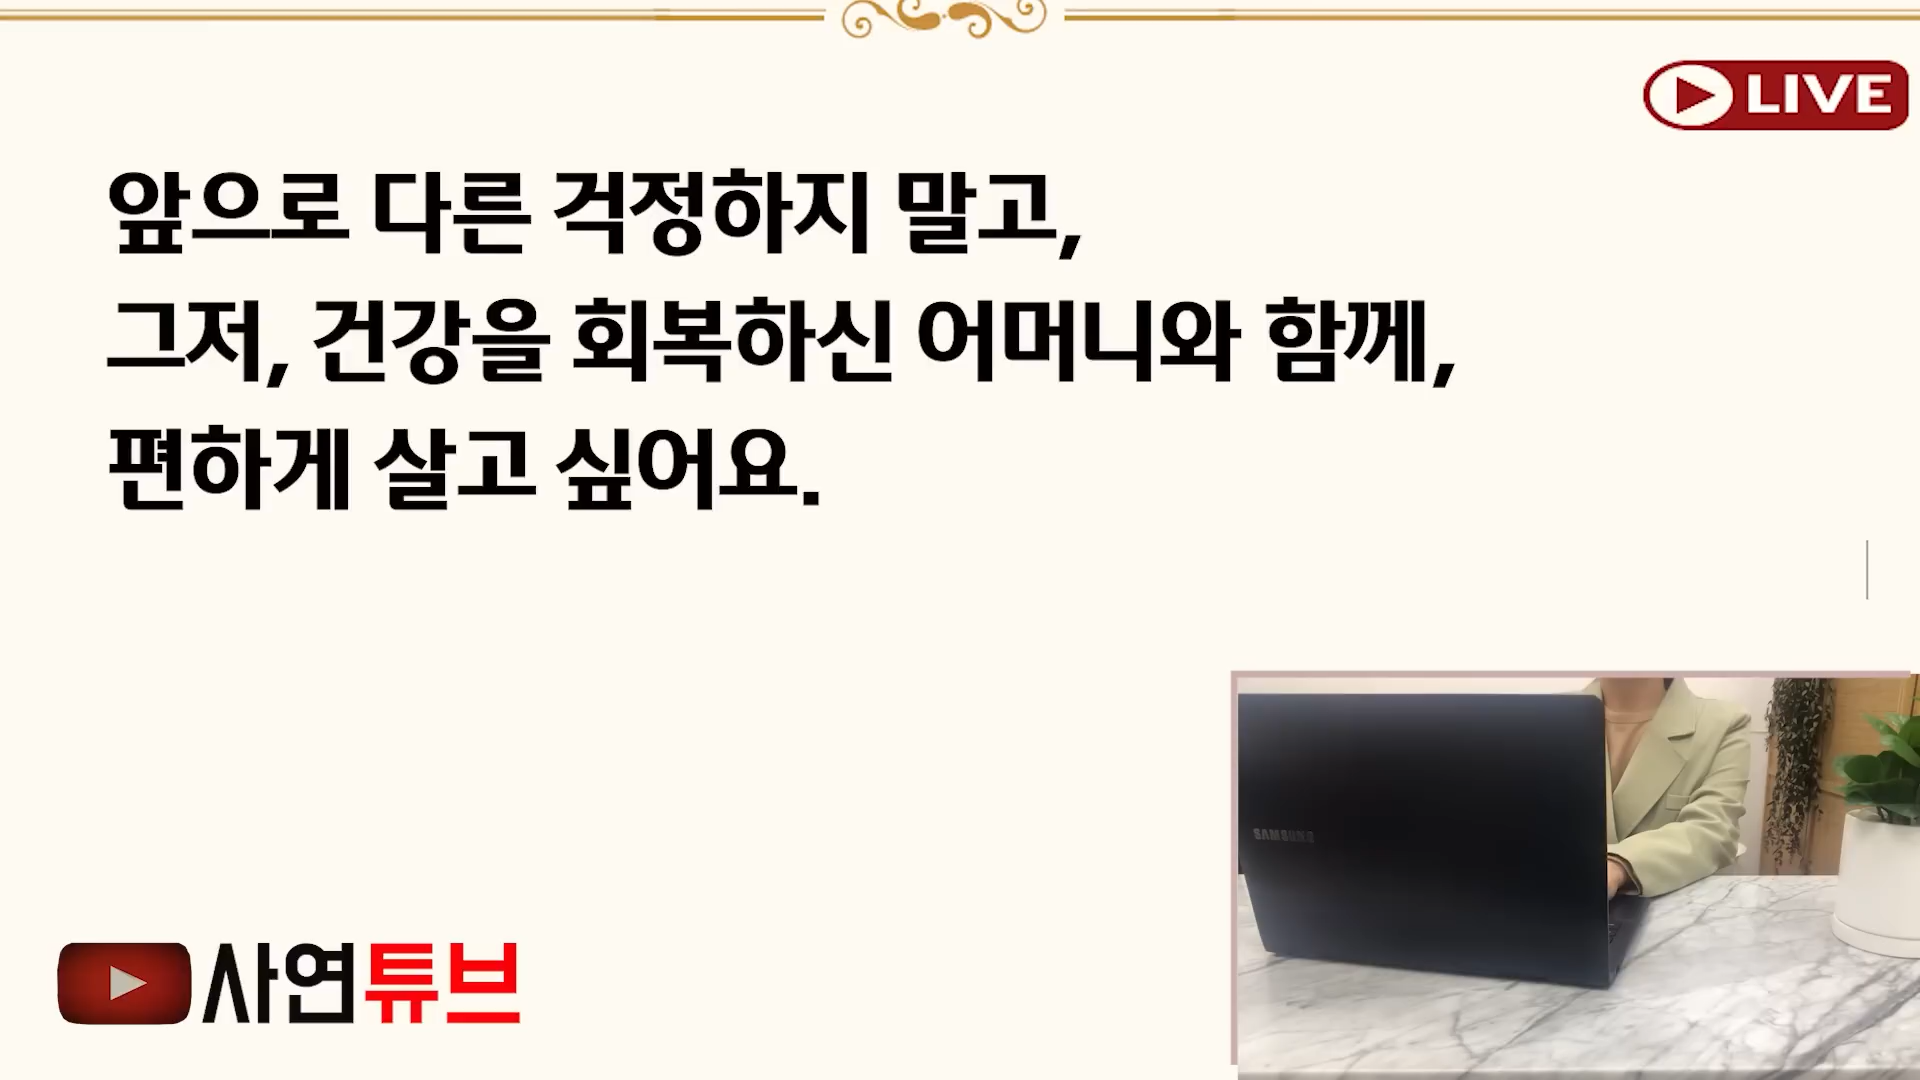 LIVE
앞으로 다른 걱정하지 말고,
그저, 건강을 회복하신 어머니와 함께,
편하게 살고 싶어요.
SAMSUNG
사연튜브